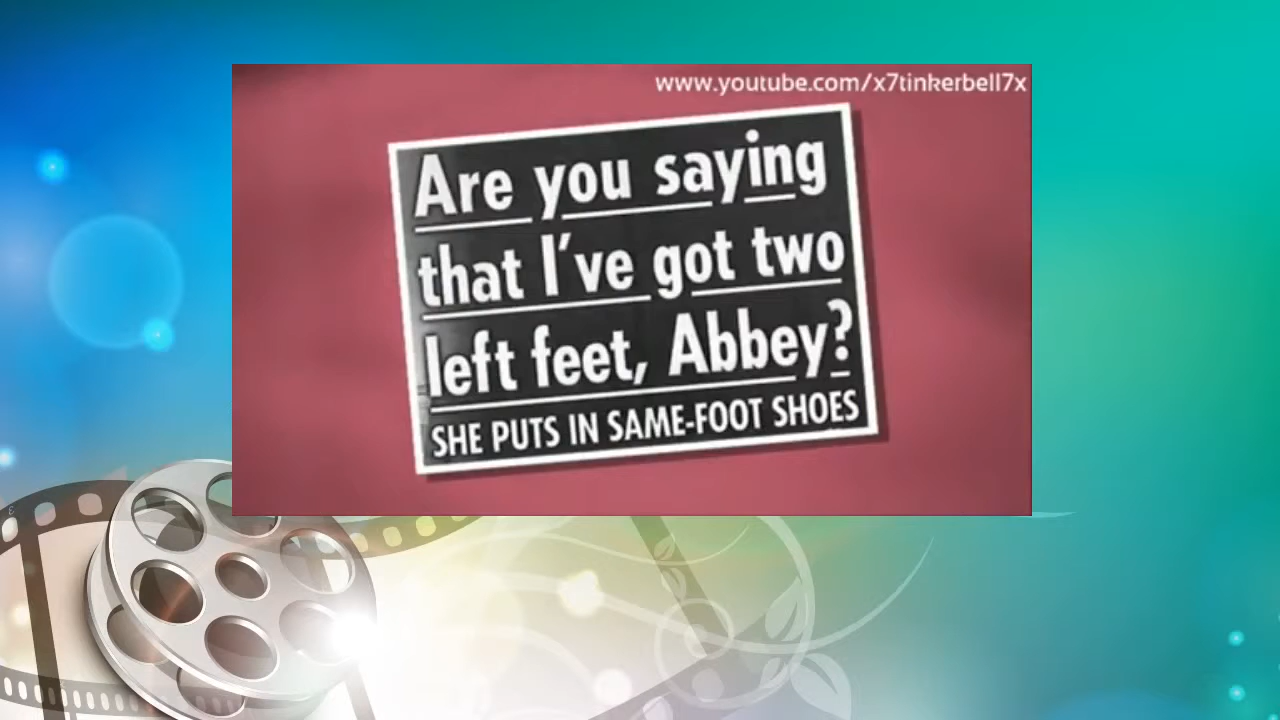 www.youtube.com/x7tinkerbell7x
Are you saying
that I've got two
left feet, Abbey?
SHE PUTS IN SAME-FOOT SHOES